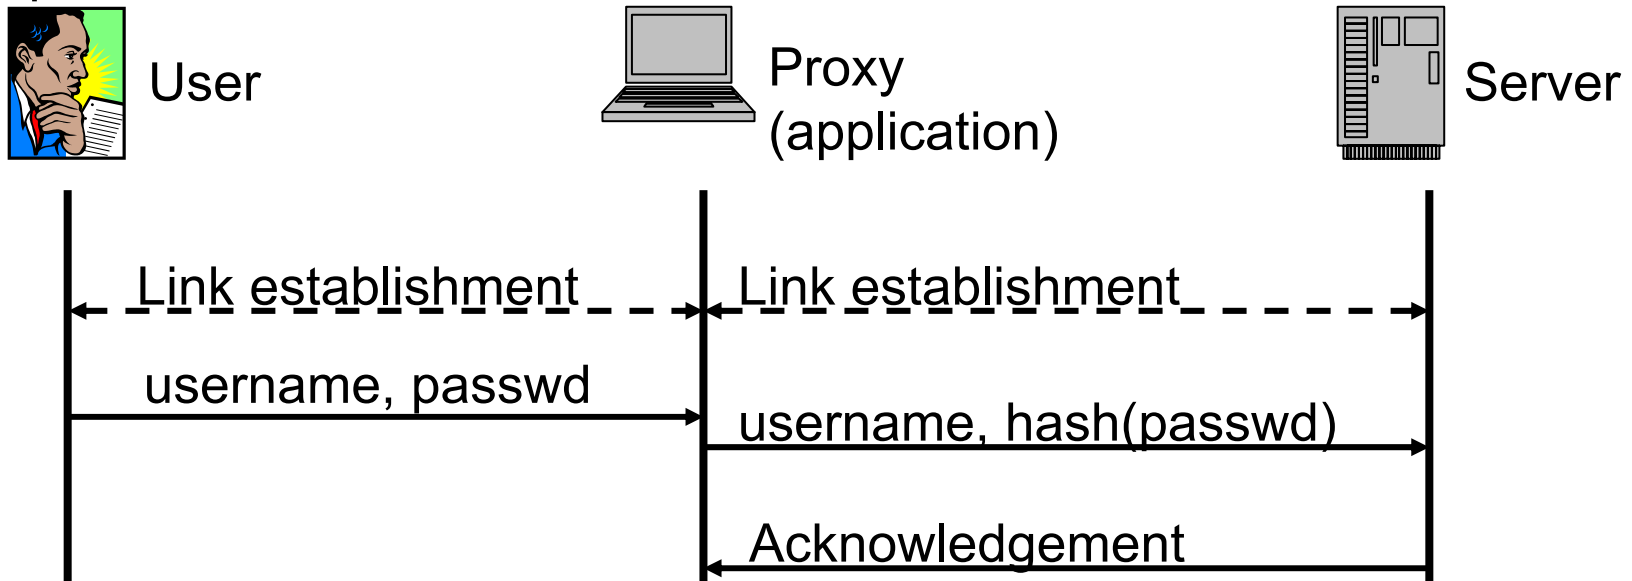 User
Proxy
(application)
Server
Link establishment
Link establishment
username, passwd
username, hash(passwd)
Acknowledgement